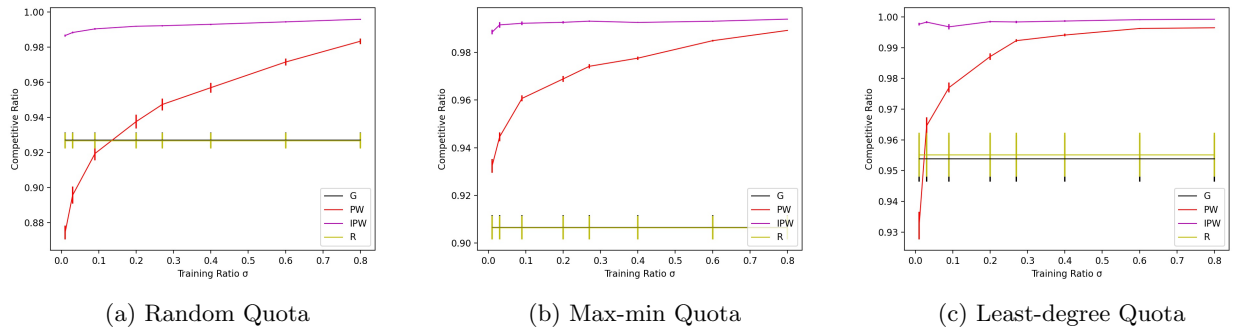 1.00
0.98
0.96
0.94
0.92
0.90
0.88
Competitive Ratio
0.0 0.1 0.2 0.3 0.4 0.5 0.6 0.7 0.8
Training Ratio σ
G
PW
IPW
R
(a) Random Quota
0.98
0.96
0.94
0.92
0.90
Competitive Ratio
0.0 0.1 0.2 0.3 0.4 0.5 0.6 0.7 0.8
Training Ratio σ
G
PW
IPW
R
(b) Max-min Quota
1.00
0.99
0.98
0.97
0.96
0.95
0.94
0.93
Competitive Ratio
0.0 0.1 0.2 0.3 0.4 0.5 0.6 0.7 0.8
Training Ratio σ
G
PW
IPW
R
(c) Least-degree Quota